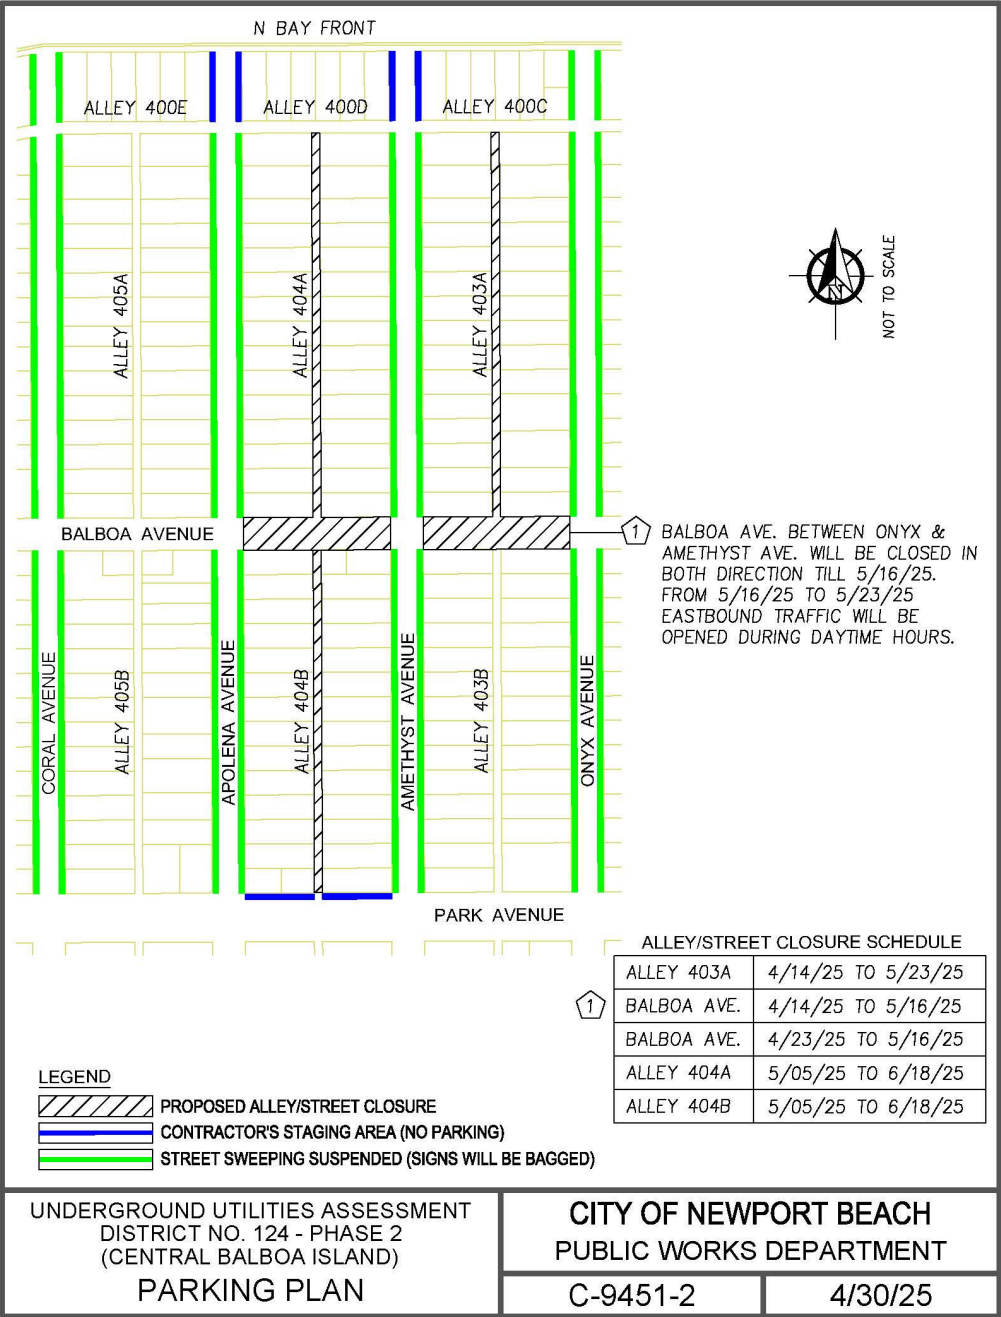 N BAY FRONT
ALLEY 400E
ALLEY 400D
ALLEY 400C
ALLEY 405A
ALLEY 404A
ALLEY 403A
N
NOT TO SCALE
BALBOA AVENUE
1
BALBOA AVE. BETWEEN ONYX &
AMETHYST AVE. WILL BE CLOSED IN
BOTH DIRECTION TILL 5/16/25.
FROM 5/16/25 TO 5/23/25
EASTBOUND TRAFFIC WILL BE
OPENED DURING DAYTIME HOURS.
CORAL AVENUE
ALLEY 405B
APOLENA AVENUE
ALLEY 404B
AMETHYST AVENUE
ALLEY 403B
ONYX AVENUE
PARK AVENUE
ALLEY/STREET CLOSURE SCHEDULE
ALLEY 403A 4/14/25 TO 5/23/25
1 BALBOA AVE. 4/14/25 TO 5/16/25
BALBOA AVE. 4/23/25 TO 5/16/25
ALLEY 404A 5/05/25 TO 6/18/25
ALLEY 404B 5/05/25 TO 6/18/25
LEGEND
PROPOSED ALLEY/STREET CLOSURE
CONTRACTOR'S STAGING AREA (NO PARKING)
STREET SWEEPING SUSPENDED (SIGNS WILL BE BAGGED)
UNDERGROUND UTILITIES ASSESSMENT
DISTRICT NO. 124 - PHASE 2
(CENTRAL BALBOA ISLAND)
PARKING PLAN
CITY OF NEWPORT BEACH
PUBLIC WORKS DEPARTMENT
C-9451-2
4/30/25